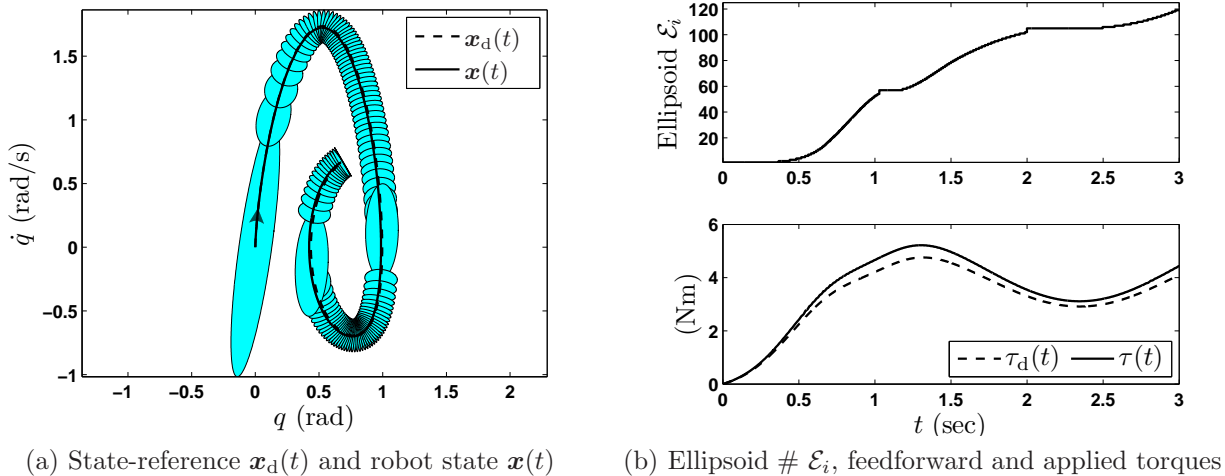 1.5
1
0.5
0
−0.5
−1
−1 −0.5 0 0.5 1 1.5 2
q̇ (rad/s)
q (rad)
x_d(t)
x(t)
(a) State-reference x_d(t) and robot state x(t)
120
100
80
60
40
20
0 0.5 1 1.5 2 2.5 3
Ellipsoid ℰ_i
6
4
2
0
0 0.5 1 1.5 2 2.5 3
(Nm)
τ_d(t) τ(t)
t (sec)
(b) Ellipsoid # ℰ_i, feedforward and applied torques